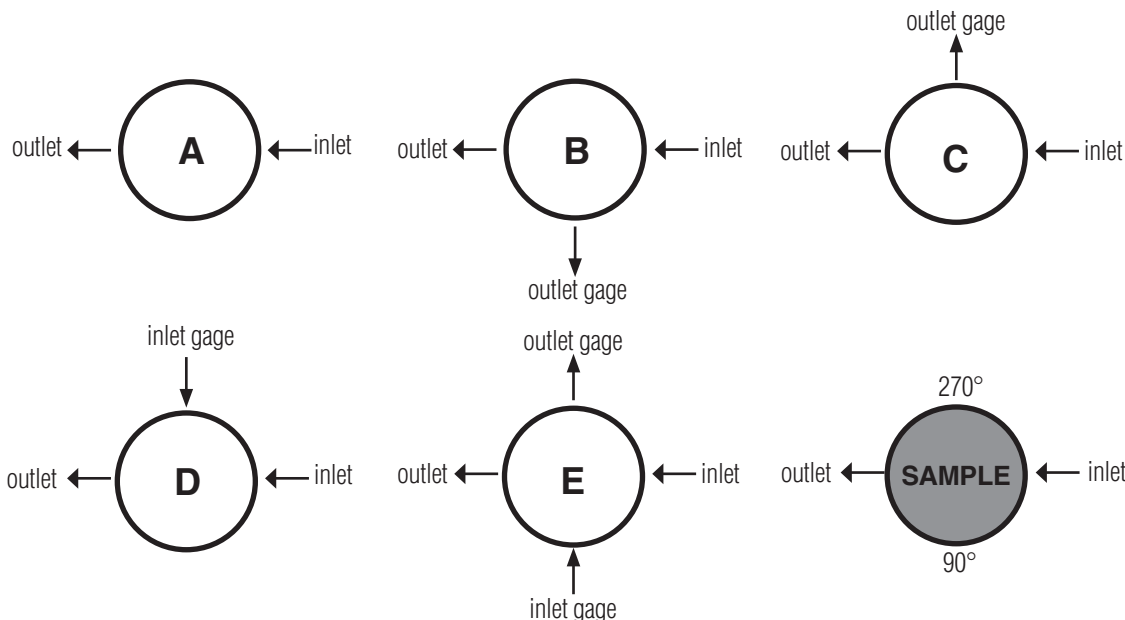 outlet gage
outlet A inlet
outlet B inlet
outlet C inlet
outlet gage
inlet gage
outlet gage
270°
outlet D inlet
outlet E inlet
outlet SAMPLE inlet
90°
inlet gage